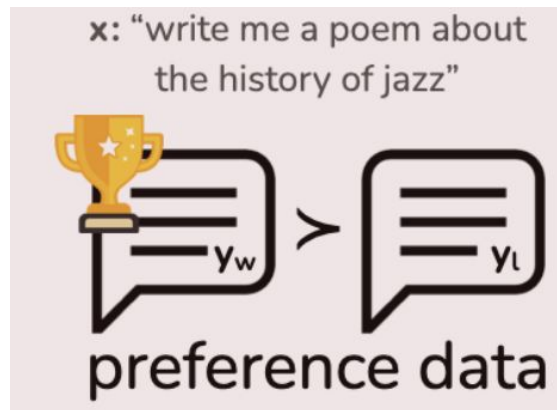 x: “write me a poem about
the history of jazz”
yw ≻ yl
preference data